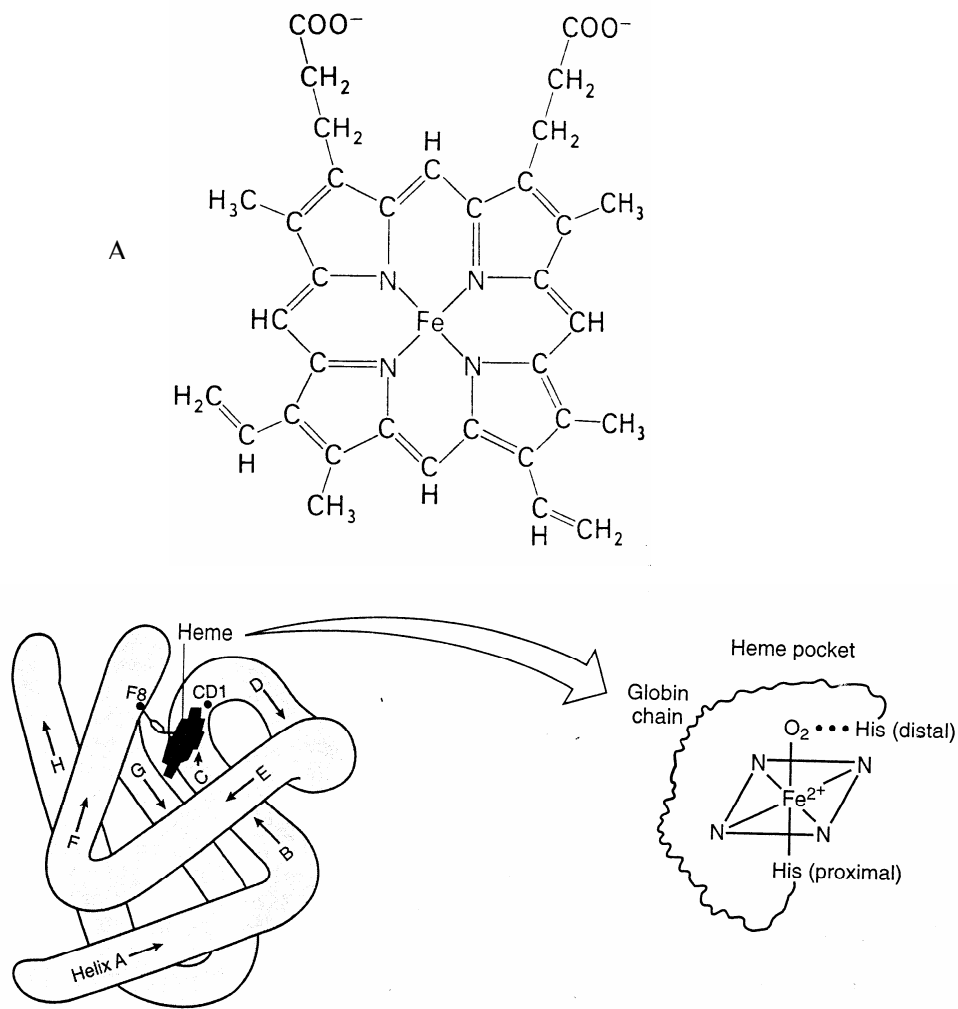 COO⁻ COO⁻
CH₂ CH₂
CH₂ CH₂
H
C
C C
H₃C C C C C CH₃
A
C N N C
HC Fe CH
C N N C
H₂C C C CH₃
C C C
H C C C
H
CH₃ C CH₂
H
Heme
Heme pocket
F8 CD1 D
Globin
chain
O₂ ••• His (distal)
H G C E
N N
Fe²⁺
F B
N N
His (proximal)
Helix A